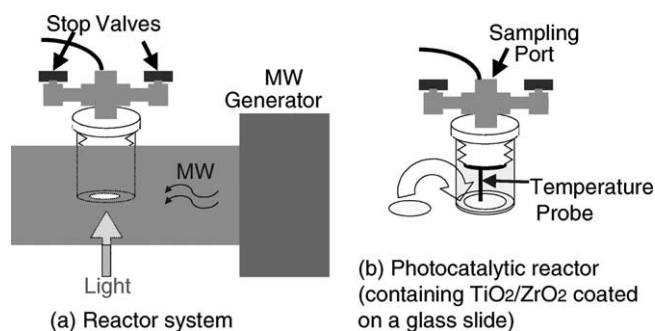 Stop Valves
MW
Generator
MW
Light
(a) Reactor system
Sampling
Port
Temperature
Probe
(b) Photocatalytic reactor
(containing TiO2/ZrO2 coated
on a glass slide)